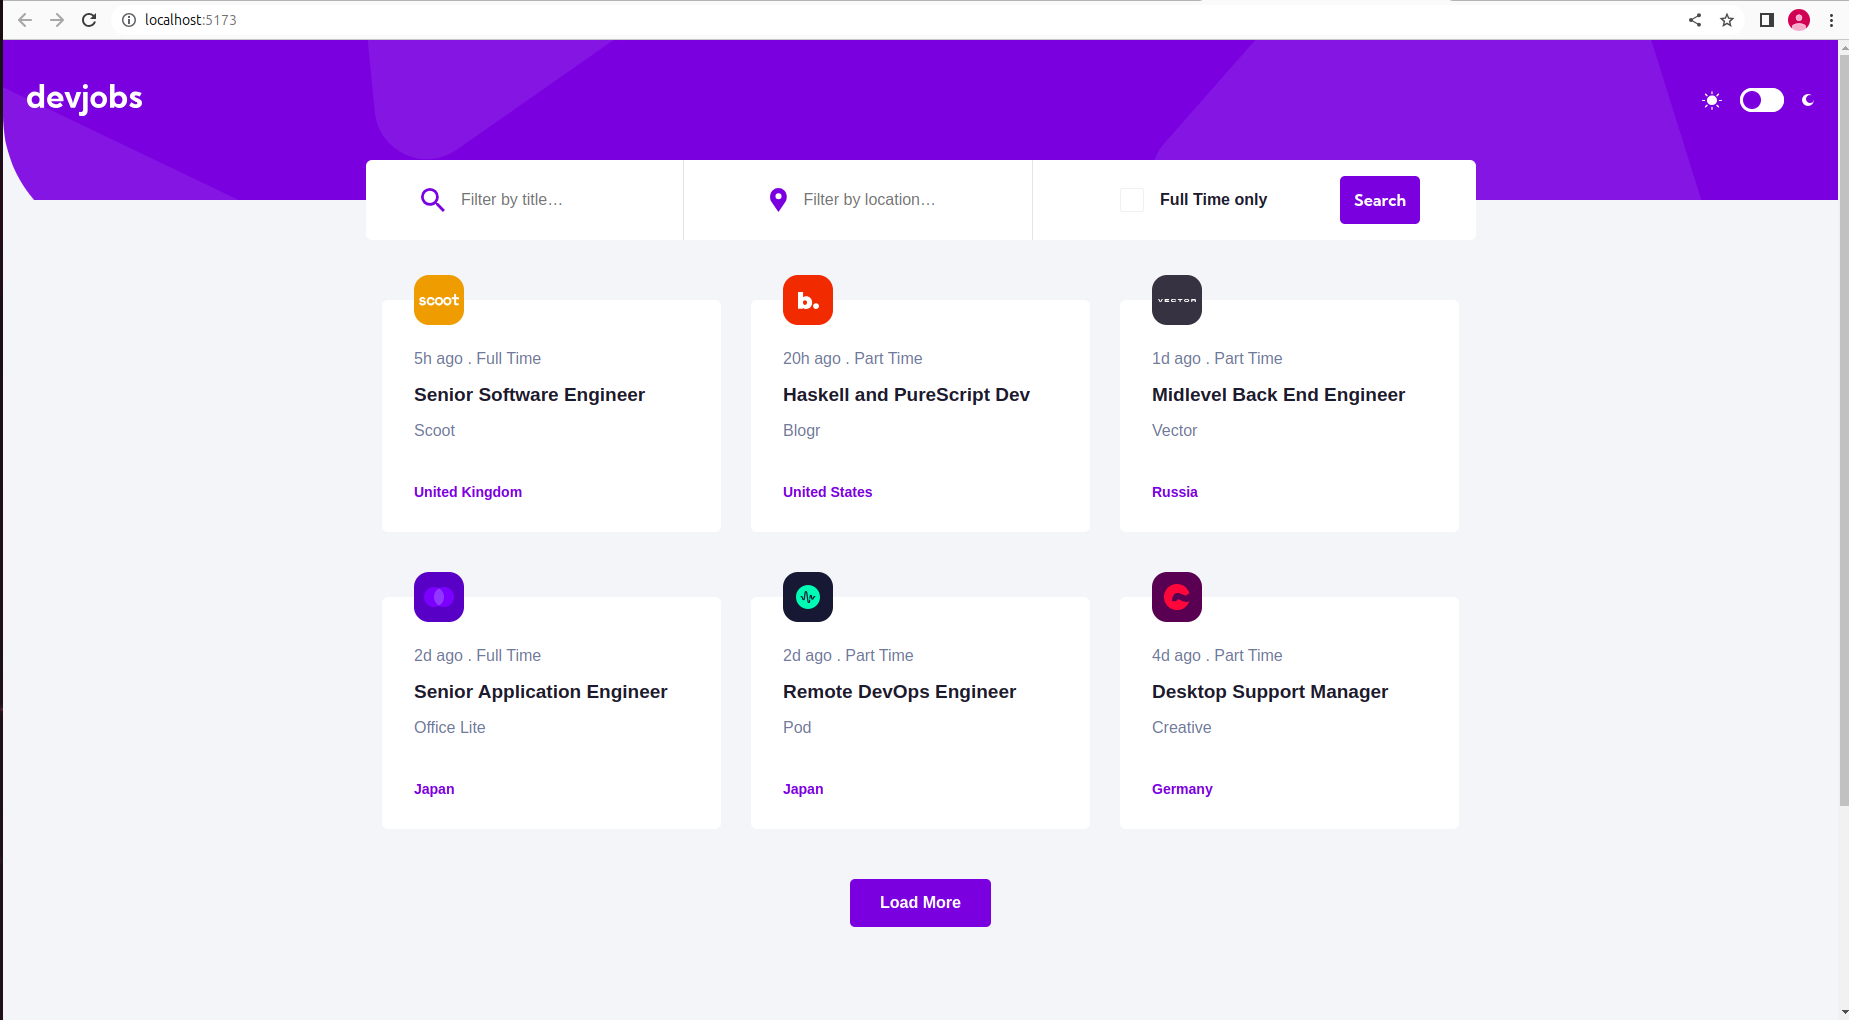 localhost:5173
devjobs
Filter by title…
Filter by location…
Full Time only
Search
scoot
b.
VECTOR
5h ago . Full Time
Senior Software Engineer
Scoot
United Kingdom
20h ago . Part Time
Haskell and PureScript Dev
Blogr
United States
1d ago . Part Time
Midlevel Back End Engineer
Vector
Russia
2d ago . Full Time
Senior Application Engineer
Office Lite
Japan
2d ago . Part Time
Remote DevOps Engineer
Pod
Japan
4d ago . Part Time
Desktop Support Manager
Creative
Germany
Load More